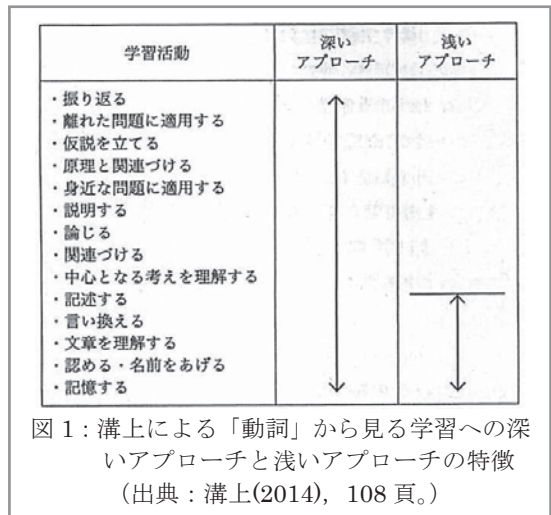 学習活動
深い
アプローチ
浅い
アプローチ
・振り返る
・離れた問題に適用する
・仮説を立てる
・原理と関連づける
・身近な問題に適用する
・説明する
・論じる
・関連づける
・中心となる考えを理解する
・記述する
・言い換える
・文章を理解する
・認める・名前をあげる
・記憶する
図 1：溝上による「動詞」から見る学習への深
いアプローチと浅いアプローチの特徴
（出典：溝上(2014)，108 頁。）